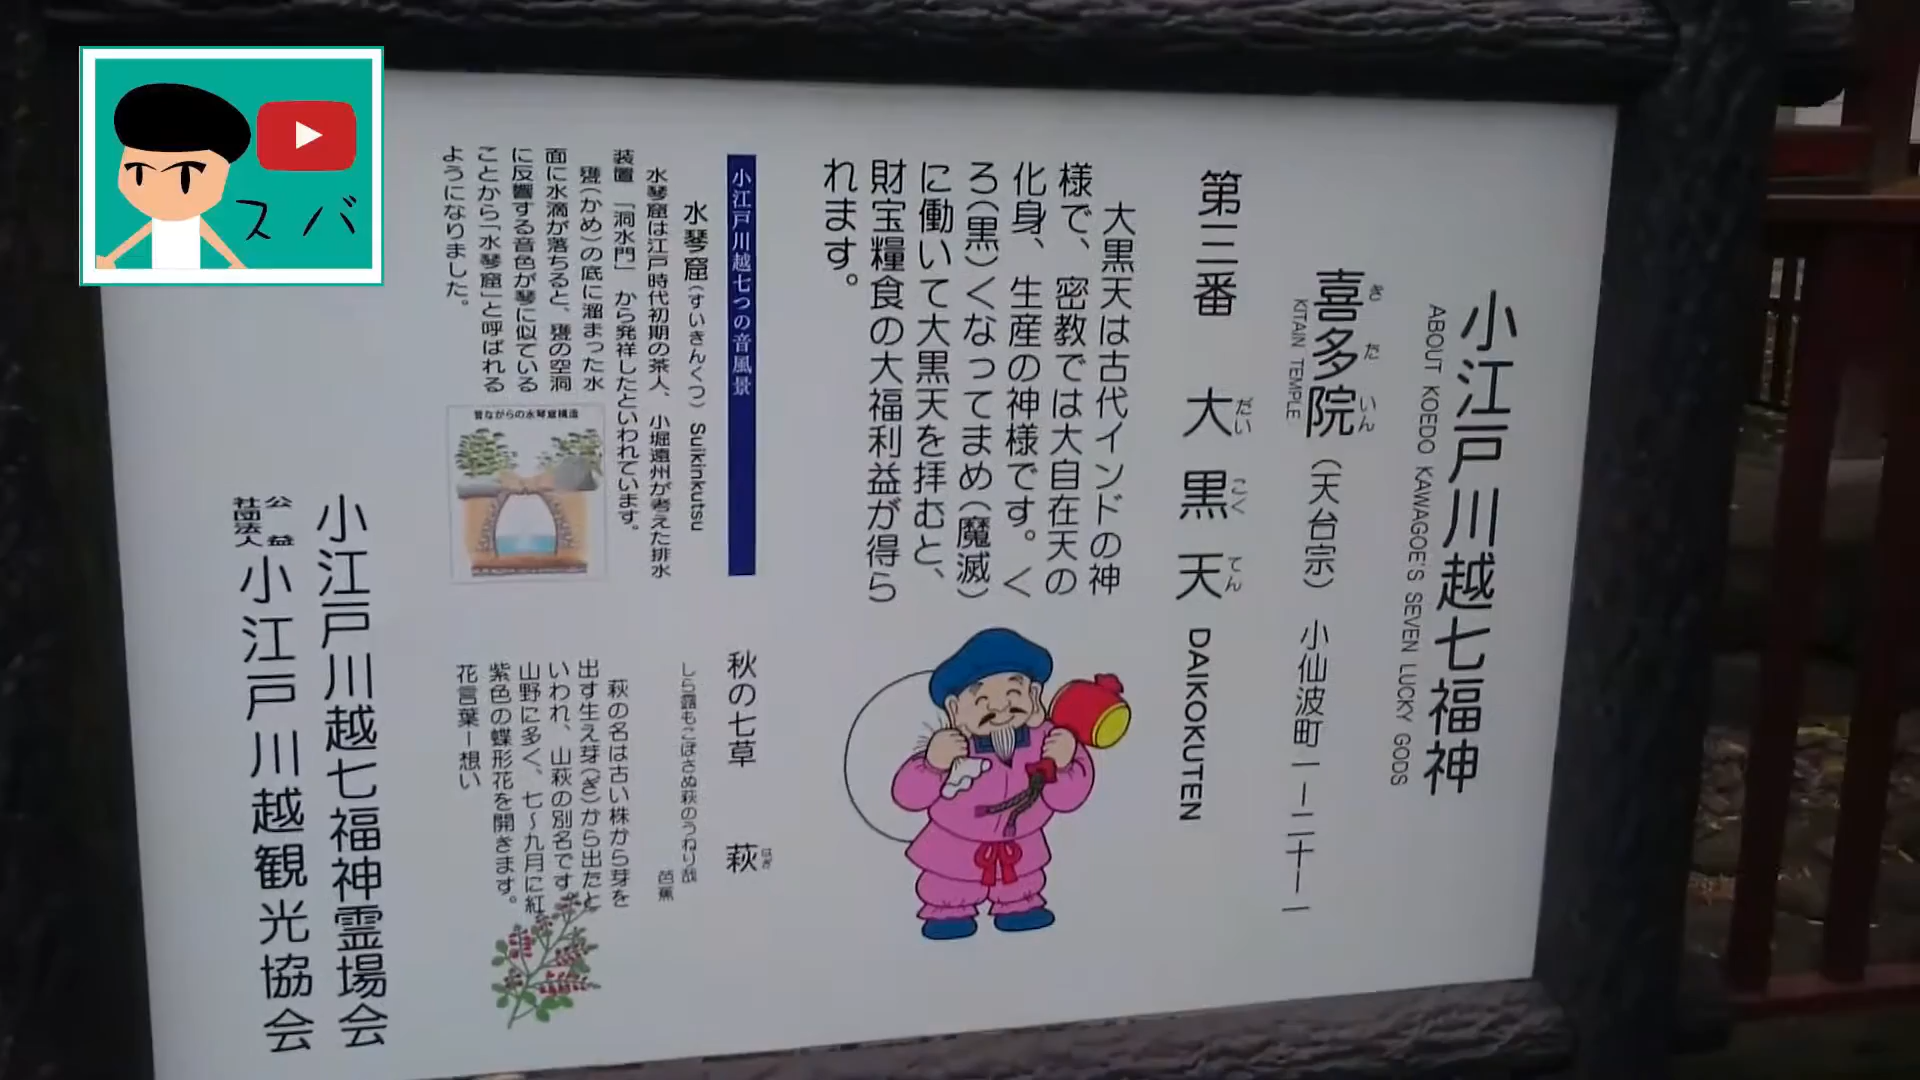 スバ
小江戸川越七福神
ABOUT KOEDO KAWAGOE'S SEVEN LUCKY GODS
喜多院（天台宗） 小仙波町一ー二十ー一
きたいん
KITAIN TEMPLE
第三番 大黒天 DAIKOKUTEN
だいこくてん
大黒天は古代インドの神
様で、密教では大自在天の
化身、生産の神様です。く
ろ（黒）くなってまめ（魔滅）
に働いて大黒天を拝むと、
財宝糧食の大福利益が得ら
れます。
小江戸川越七つの音風景
水琴窟（すいきんくつ） Suikinkutsu
水琴窟は江戸時代初期の茶人、小堀遠州が考えた排水
装置「洞水門」から発祥したといわれています。
甕（かめ）の底に溜まった水
面に水滴が落ちると、甕の空洞
に反響する音色が琴に似ている
ことから「水琴窟」と呼ばれる
ようになりました。
昔ながらの水琴窟構造
秋の七草 萩
はぎ
しら露もこぼさぬ萩のうねり哉
芭蕉
萩の名は古い株から芽を
出す生え芽（ぎ）から出たと
いわれ、山萩の別名です。
山野に多く、七〜九月に紅
紫色の蝶形花を開きます。
花言葉ー想い
小江戸川越七福神霊場会
公益社団法人 小江戸川越観光協会